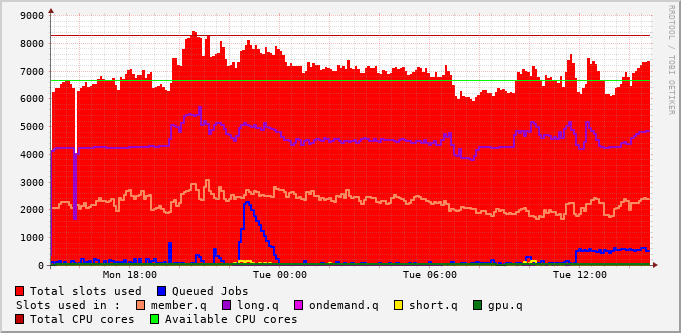 RRDTOOL / TOBI OETIKER
9000
8000
7000
6000
5000
4000
3000
2000
1000
0
Mon 18:00 Tue 00:00 Tue 06:00 Tue 12:00
Total slots used Queued Jobs
Slots used in : member.q long.q ondemand.q short.q gpu.q
Total CPU cores Available CPU cores